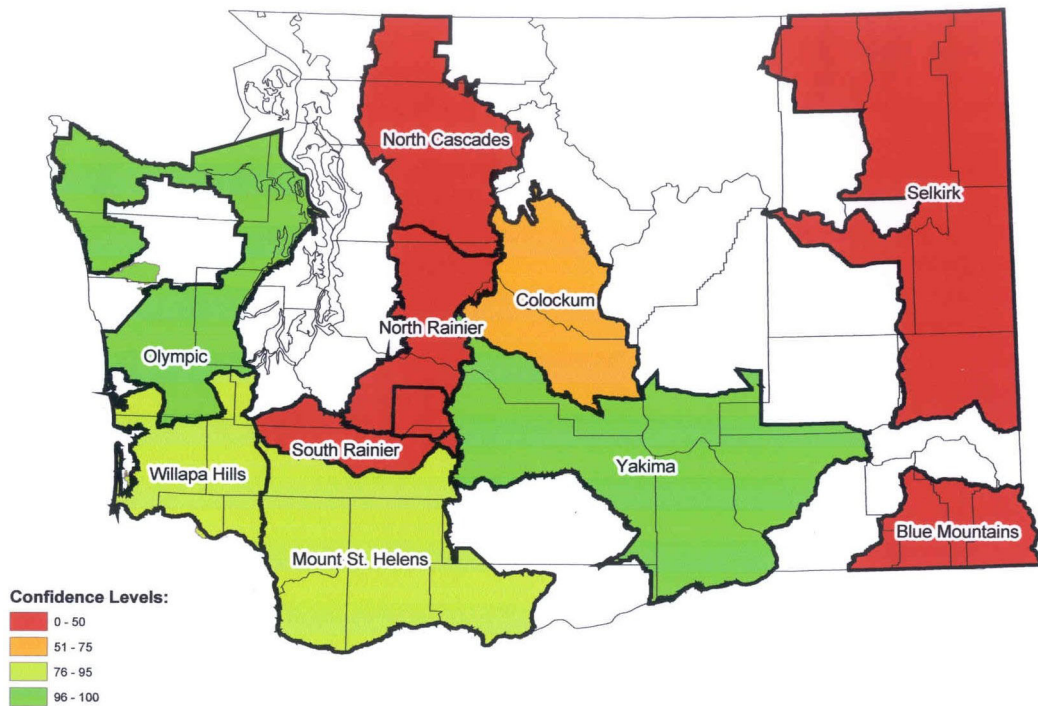 North Cascades
Selkirk
Colockum
North Rainier
Olympic
South Rainier
Willapa Hills
Yakima
Blue Mountains
Mount St. Helens
Confidence Levels:
0 - 50
51 - 75
76 - 95
96 - 100